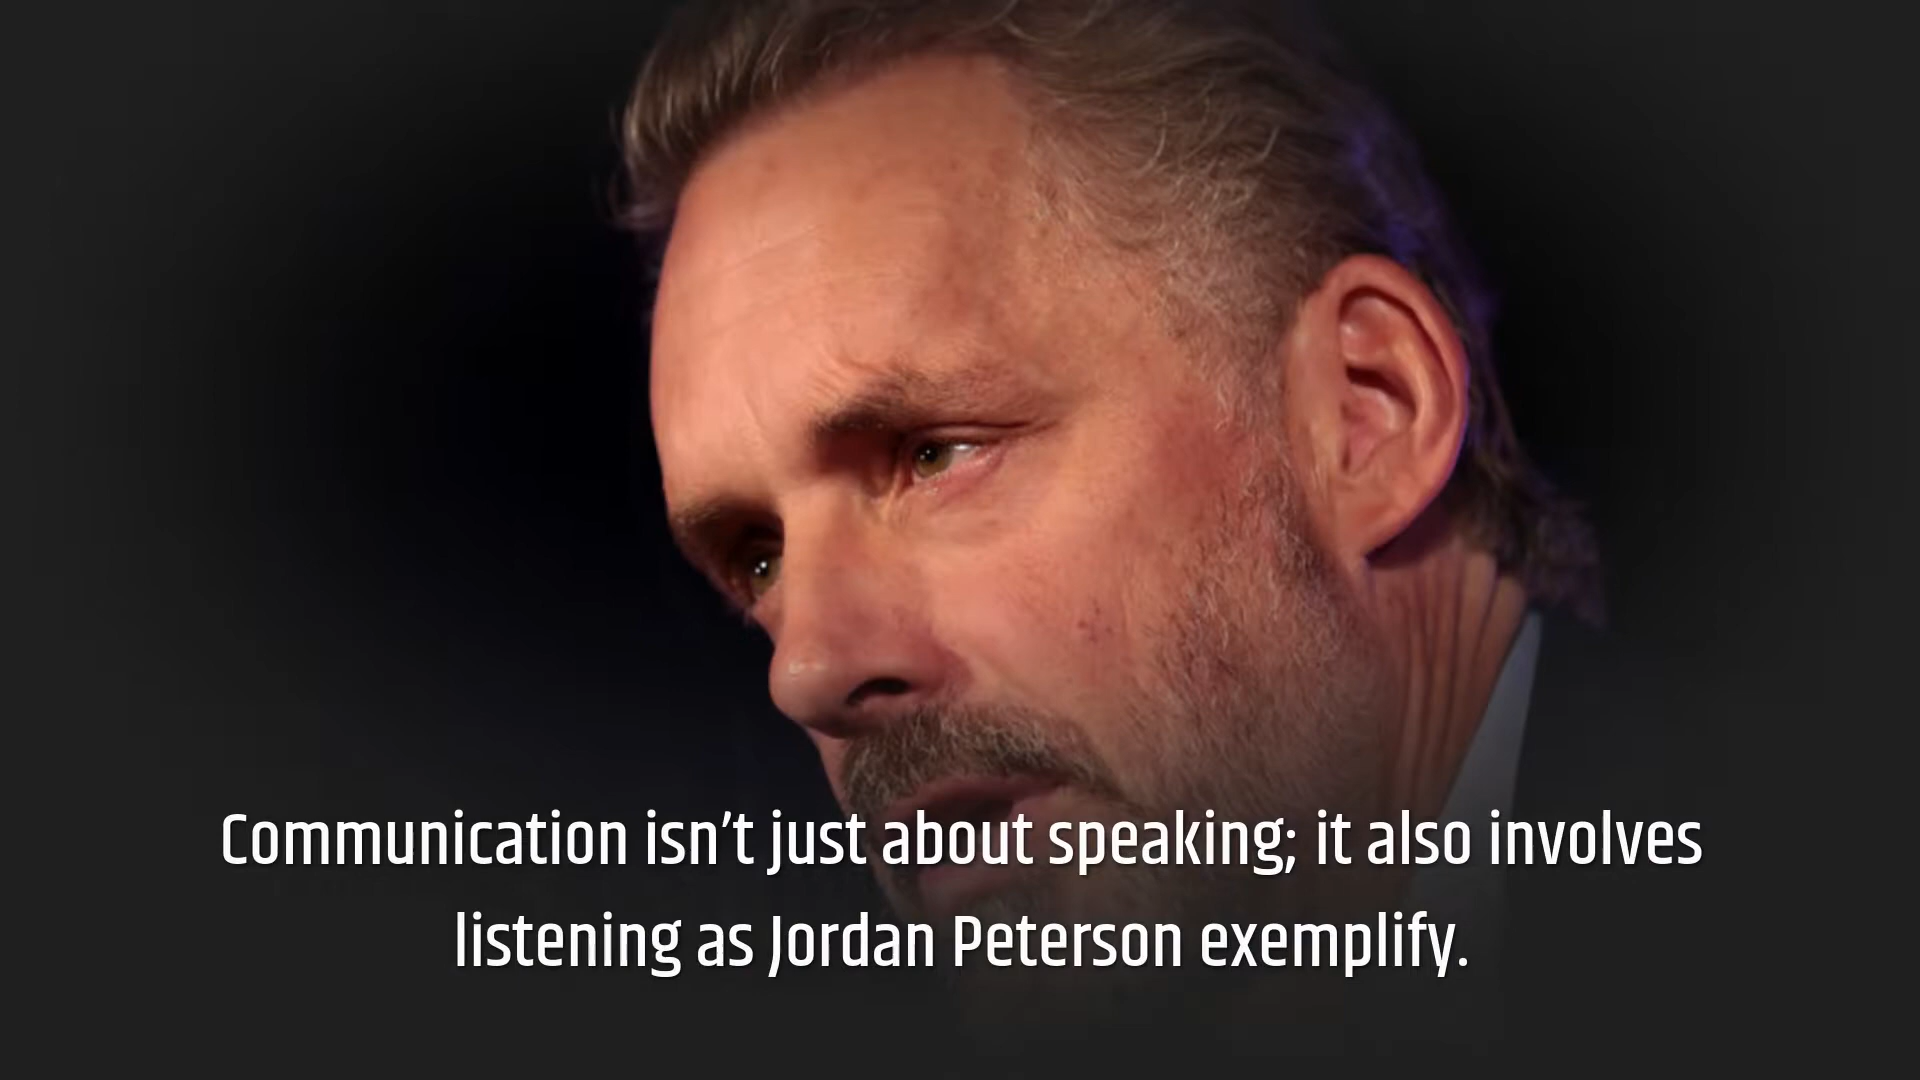 Communication isn’t just about speaking; it also involves
listening as Jordan Peterson exemplify.